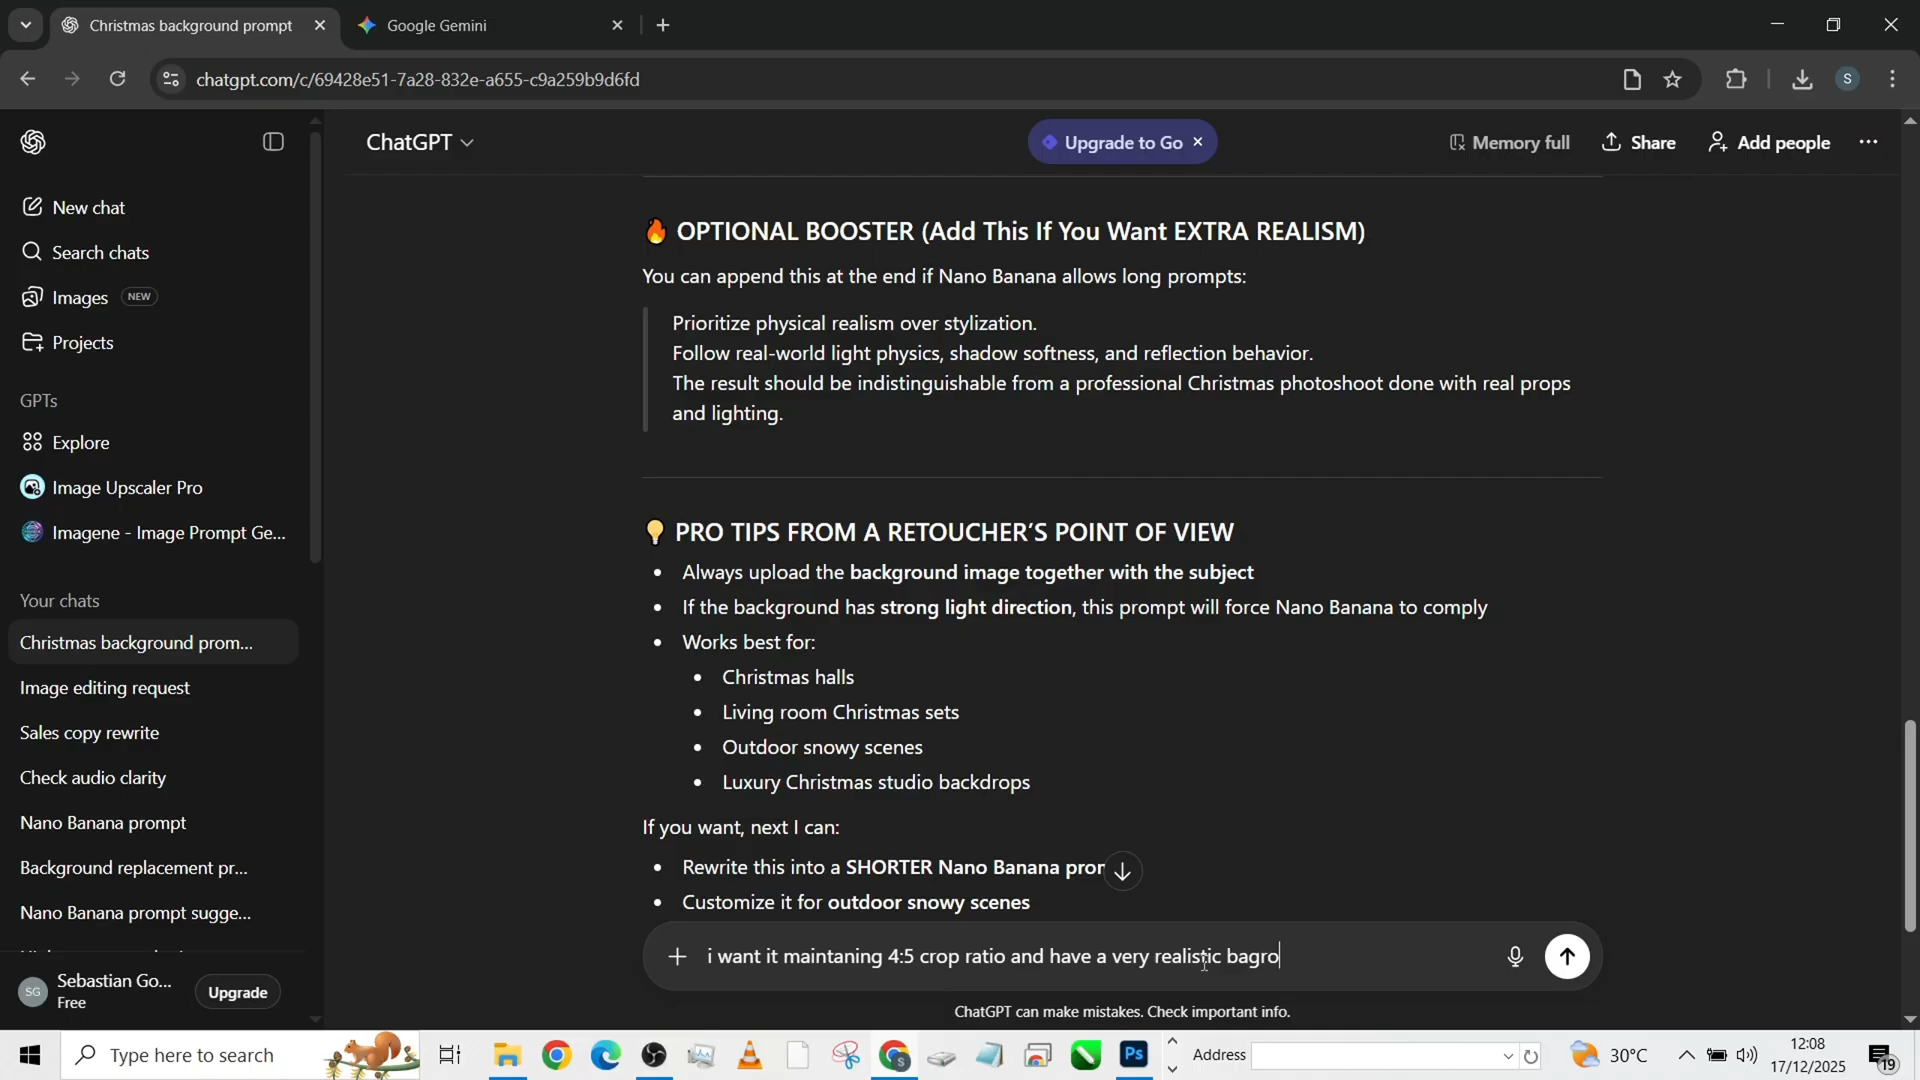 Christmas background prompt
Google Gemini
chatgpt.com/c/69428e51-7a28-832e-a655-c9a259b9d6fd
S
ChatGPT
Upgrade to Go
Memory full
Share
Add people
New chat
Search chats
Images NEW
Projects
GPTs
Explore
Image Upscaler Pro
Imagene - Image Prompt Ge...
Your chats
Christmas background prom...
Image editing request
Sales copy rewrite
Check audio clarity
Nano Banana prompt
Background replacement pr...
Nano Banana prompt sugge...
SG
Sebastian Go...
Free
Upgrade
🔥 OPTIONAL BOOSTER (Add This If You Want EXTRA REALISM)
You can append this at the end if Nano Banana allows long prompts:
Prioritize physical realism over stylization.
Follow real-world light physics, shadow softness, and reflection behavior.
The result should be indistinguishable from a professional Christmas photoshoot done with real props
and lighting.
💡 PRO TIPS FROM A RETOUCHER'S POINT OF VIEW
• Always upload the background image together with the subject
• If the background has strong light direction, this prompt will force Nano Banana to comply
• Works best for:
• Christmas halls
• Living room Christmas sets
• Outdoor snowy scenes
• Luxury Christmas studio backdrops
If you want, next I can:
• Rewrite this into a SHORTER Nano Banana pror
• Customize it for outdoor snowy scenes
i want it maintaning 4:5 crop ratio and have a very realistic bagro
ChatGPT can make mistakes. Check important info.
Type here to search
Ps
Address
30°C
12:08
17/12/2025
19